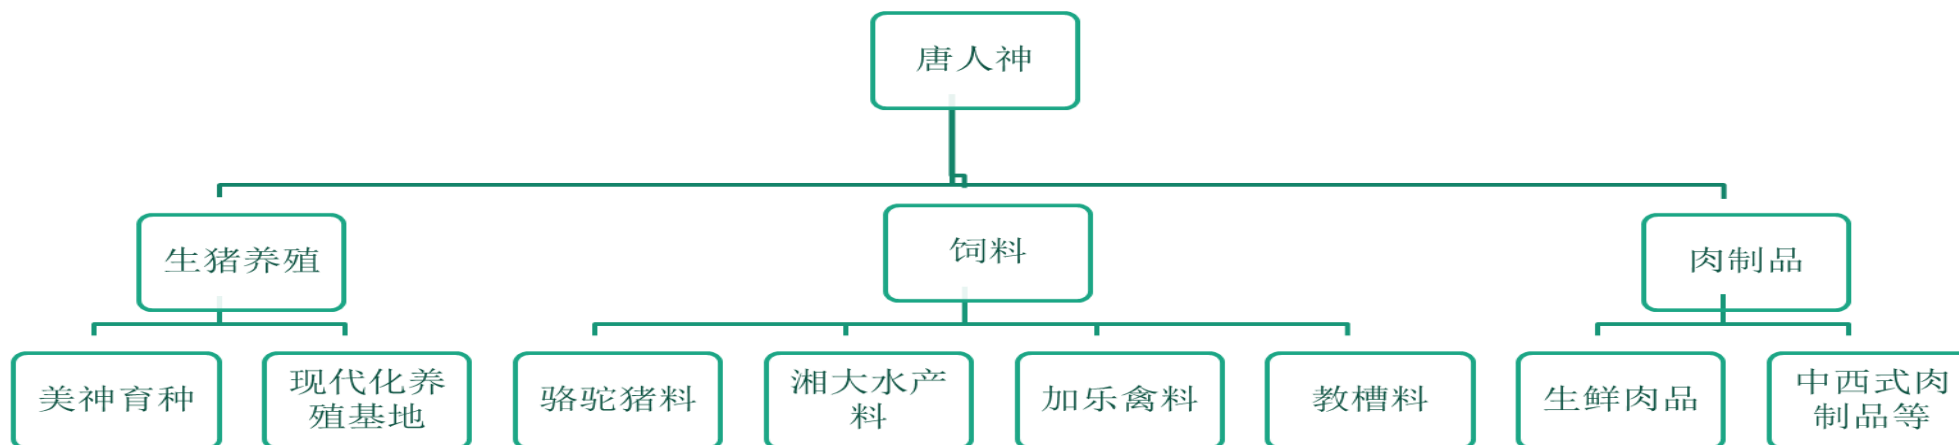 唐人神
生猪养殖
饲料
肉制品
美神育种
现代化养
殖基地
骆驼猪料
湘大水产
料
加乐禽料
教槽料
生鲜肉品
中西式肉
制品等